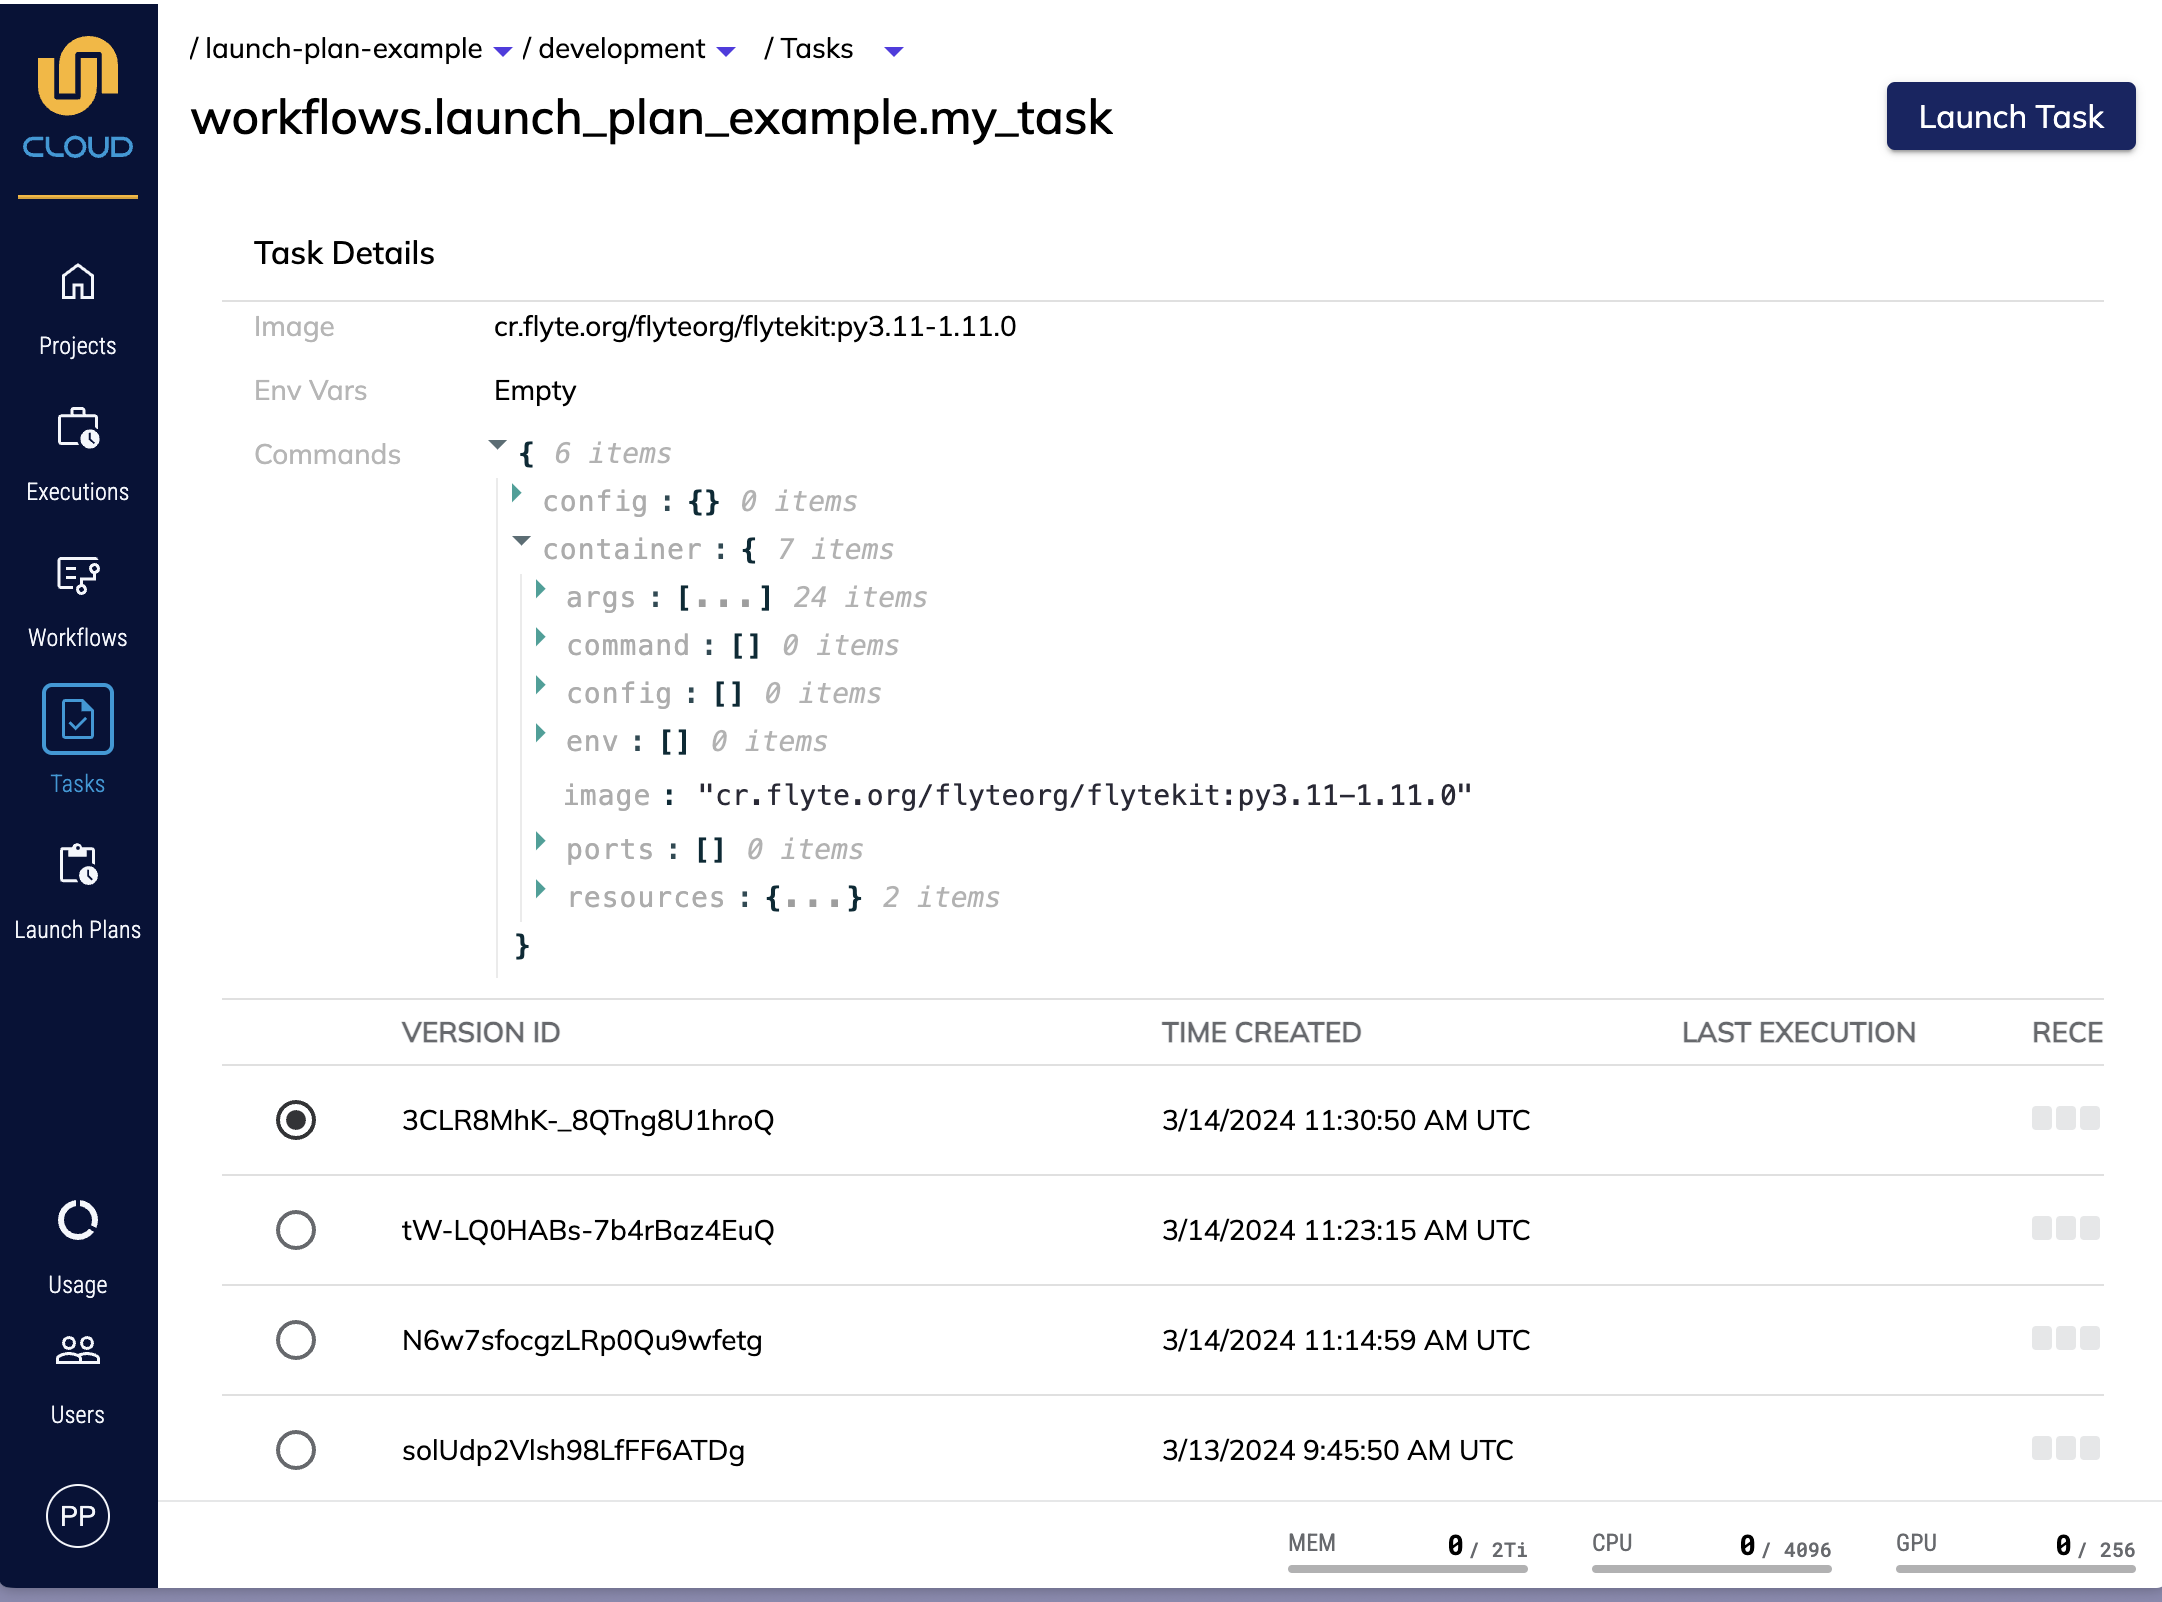 CLOUD
Projects
Executions
Workflows
Tasks
Launch Plans
Usage
Users
PP
/ launch-plan-example / development / Tasks
workflows.launch_plan_example.my_task
Launch Task
Task Details
Image cr.flyte.org/flyteorg/flytekit:py3.11-1.11.0
Env Vars Empty
Commands { 6 items
config : {} 0 items
container : { 7 items
args : [...] 24 items
command : [] 0 items
config : [] 0 items
env : [] 0 items
image : "cr.flyte.org/flyteorg/flytekit:py3.11-1.11.0"
ports : [] 0 items
resources : {...} 2 items
}
VERSION ID TIME CREATED LAST EXECUTION RECE
3CLR8MhK-_8QTng8U1hroQ 3/14/2024 11:30:50 AM UTC
tW-LQ0HABs-7b4rBaz4EuQ 3/14/2024 11:23:15 AM UTC
N6w7sfocgzLRp0Qu9wfetg 3/14/2024 11:14:59 AM UTC
solUdp2Vlsh98LfFF6ATDg 3/13/2024 9:45:50 AM UTC
MEM 0 / 2Ti CPU 0 / 4096 GPU 0 / 256